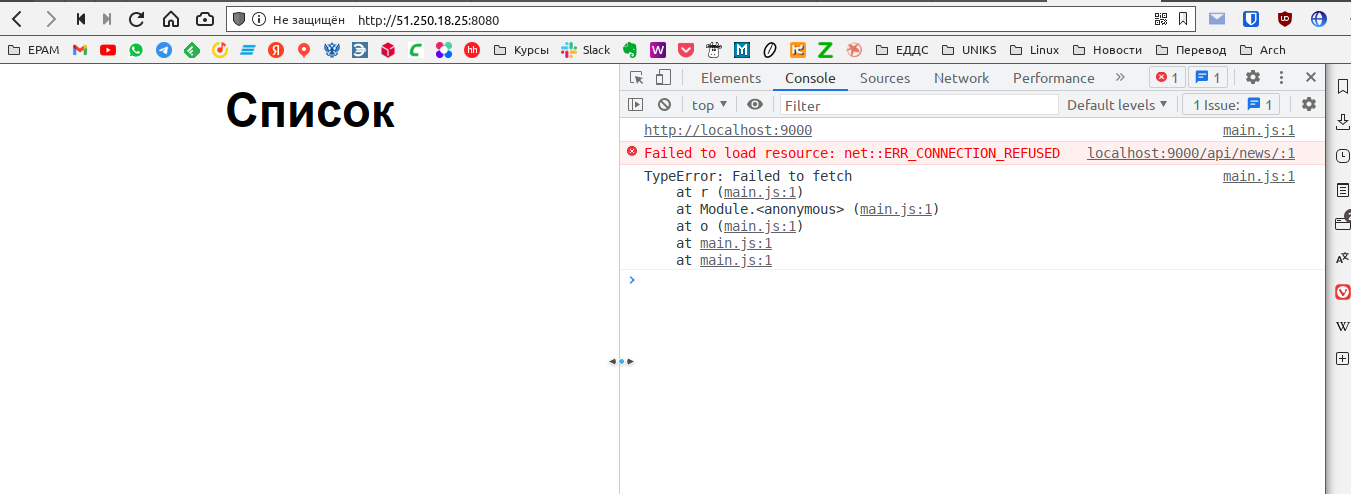 Не защищён http://51.250.18.25:8080
EPAM Курсы Slack ЕДДС UNIKS Linux Новости Перевод Arch
Список
Elements Console Sources Network Performance » 1 1
top Filter Default levels 1 Issue: 1
http://localhost:9000 main.js:1
Failed to load resource: net::ERR_CONNECTION_REFUSED localhost:9000/api/news/:1
TypeError: Failed to fetch main.js:1
at r (main.js:1)
at Module.<anonymous> (main.js:1)
at o (main.js:1)
at main.js:1
at main.js:1